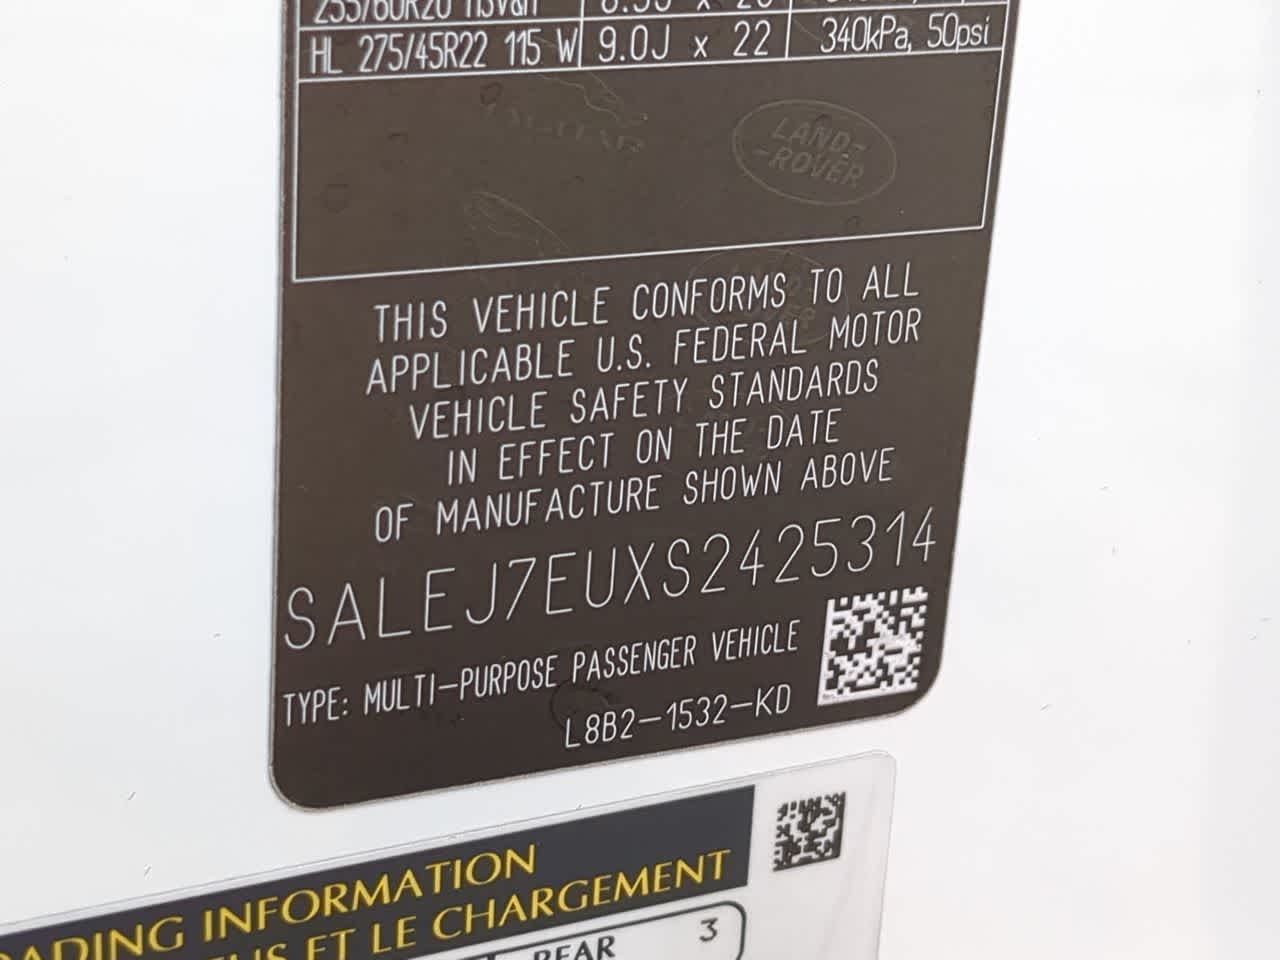 HL 275/45R22 115 W 9.0J x 22 340kPa, 50psi
JAGUAR
LAND-
-ROVER
THIS VEHICLE CONFORMS TO ALL
APPLICABLE U.S. FEDERAL MOTOR
VEHICLE SAFETY STANDARDS
IN EFFECT ON THE DATE
OF MANUFACTURE SHOWN ABOVE
SALEJ7EUXS2425314
TYPE: MULTI-PURPOSE PASSENGER VEHICLE
L8B2-1532-KD
ADING INFORMATION
US ET LE CHARGEMENT
REAR 3